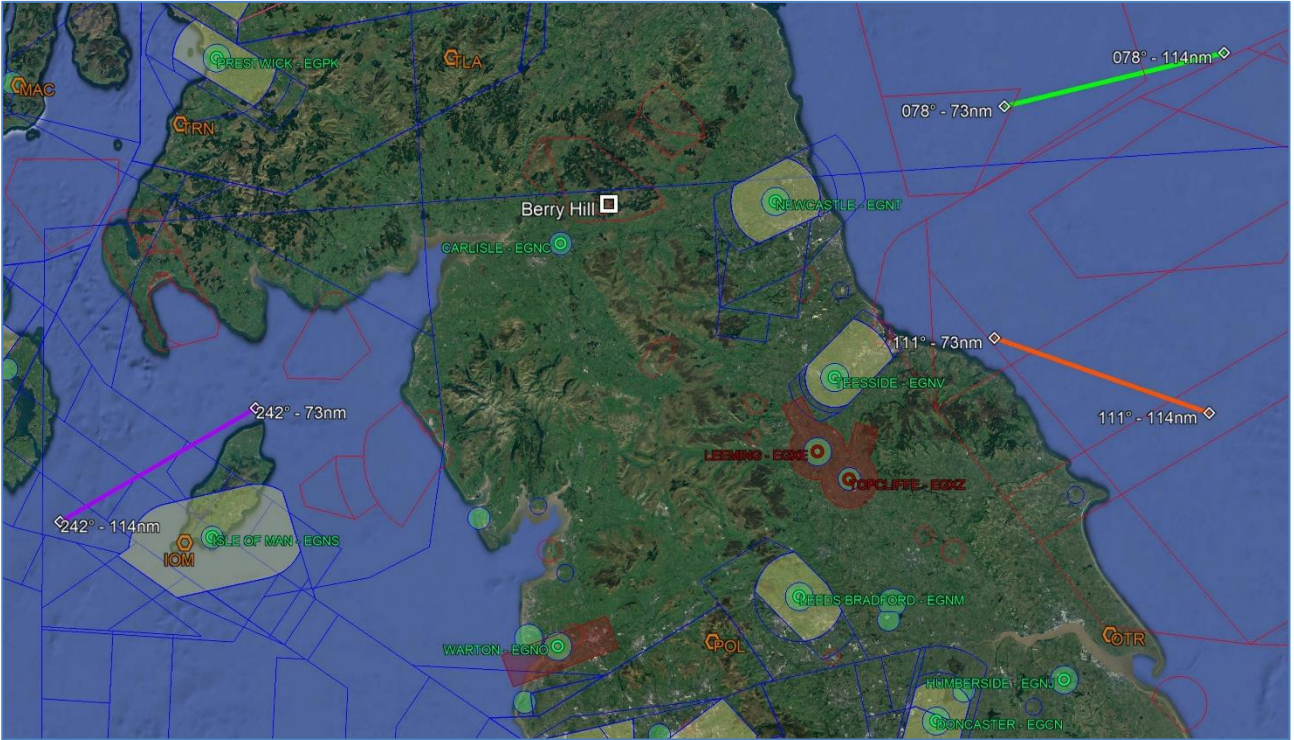 PRESTWICK - EGPK
TLA
078° - 114nm
MAC
078° - 73nm
TRN
Berry Hill
NEWCASTLE - EGNT
CARLISLE - EGNC
111° - 73nm
TEESSIDE - EGNV
242° - 73nm
111° - 114nm
LEEMING - EGXE
TOPCLIFFE - EGXZ
242° - 114nm
ISLE OF MAN - EGNS
IOM
LEEDS BRADFORD - EGNM
WARTON - EGNO
POL
OTR
HUMBERSIDE - EGNJ
DONCASTER - EGCN